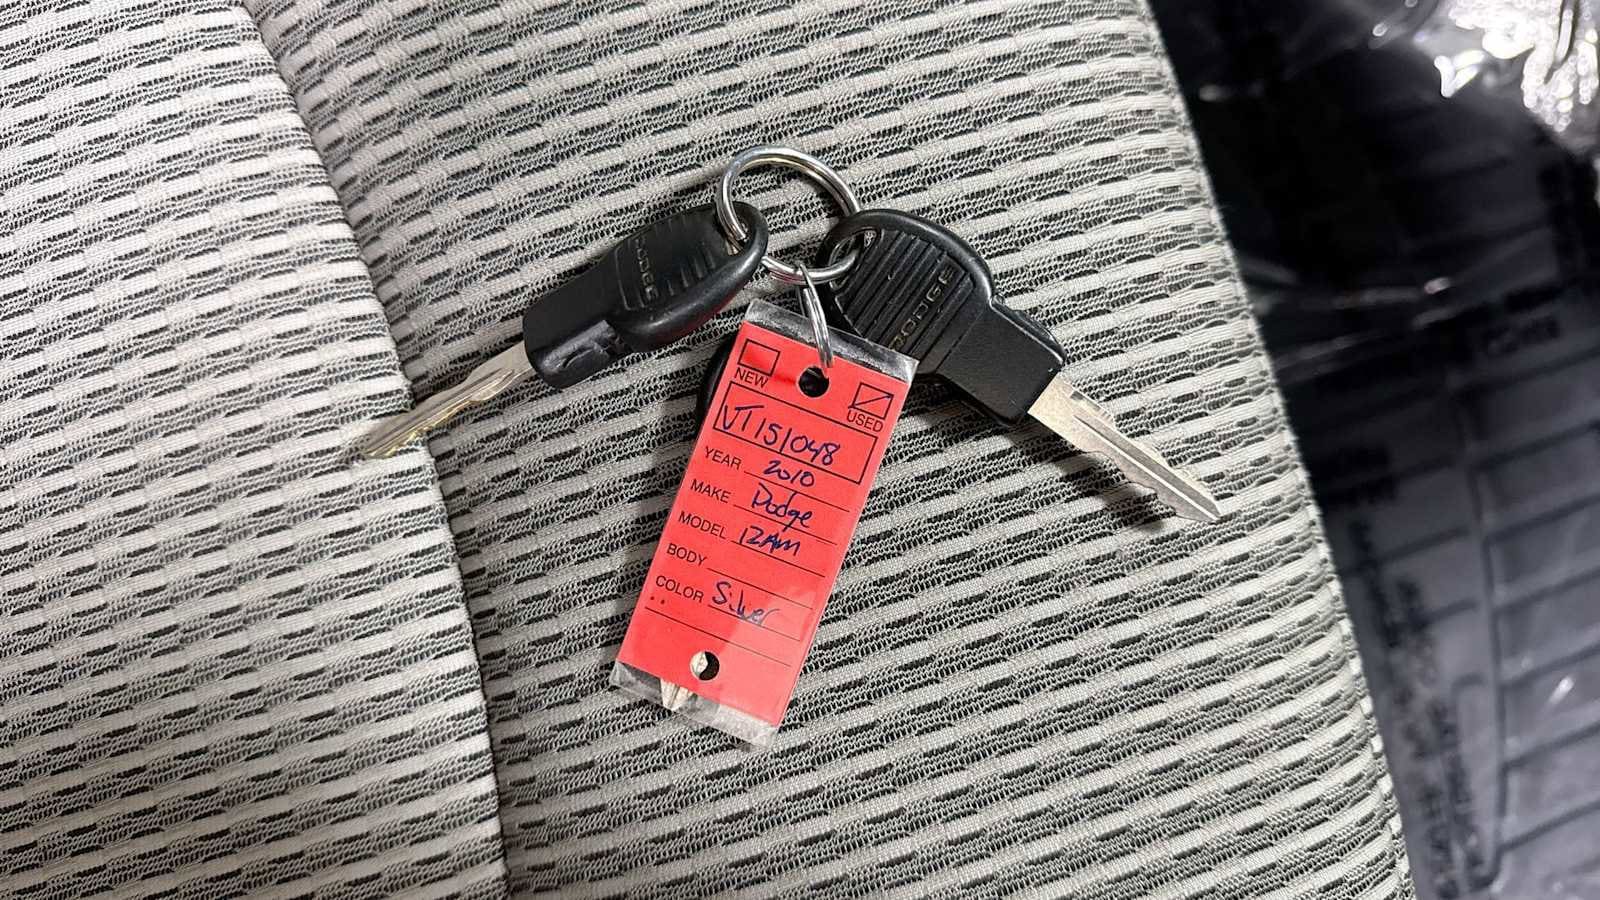 DODGE
DODGE
NEW
USED
VT151048
YEAR 2010
MAKE Dodge
MODEL RAM
BODY
COLOR Silver